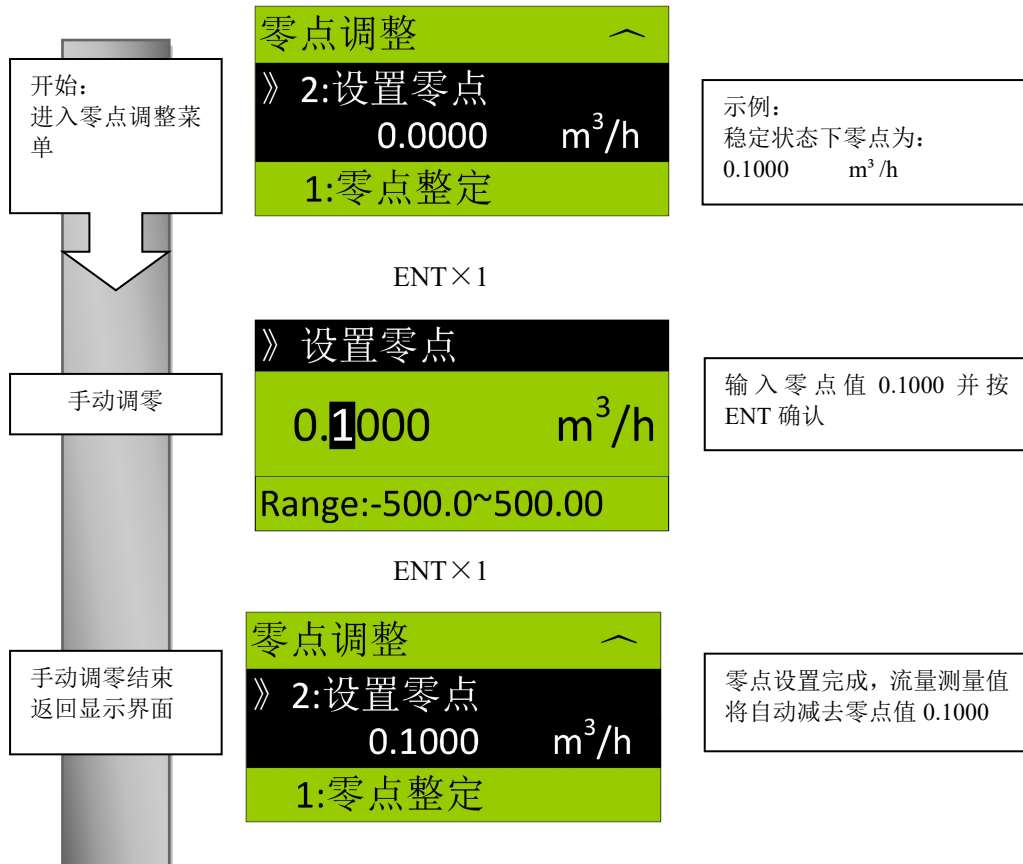 零点调整 ︿
开始：
进入零点调整菜
单
》 2:设置零点
0.0000 m³/h
1:零点整定
示例：
稳定状态下零点为：
0.1000 m³ /h
ENT×1
手动调零
》 设置零点
0.1000 m³/h
Range:-500.0~500.00
输入零点值 0.1000 并按
ENT 确认
ENT×1
手动调零结束
返回显示界面
零点调整 ︿
》 2:设置零点
0.1000 m³/h
1:零点整定
零点设置完成，流量测量值
将自动减去零点值 0.1000